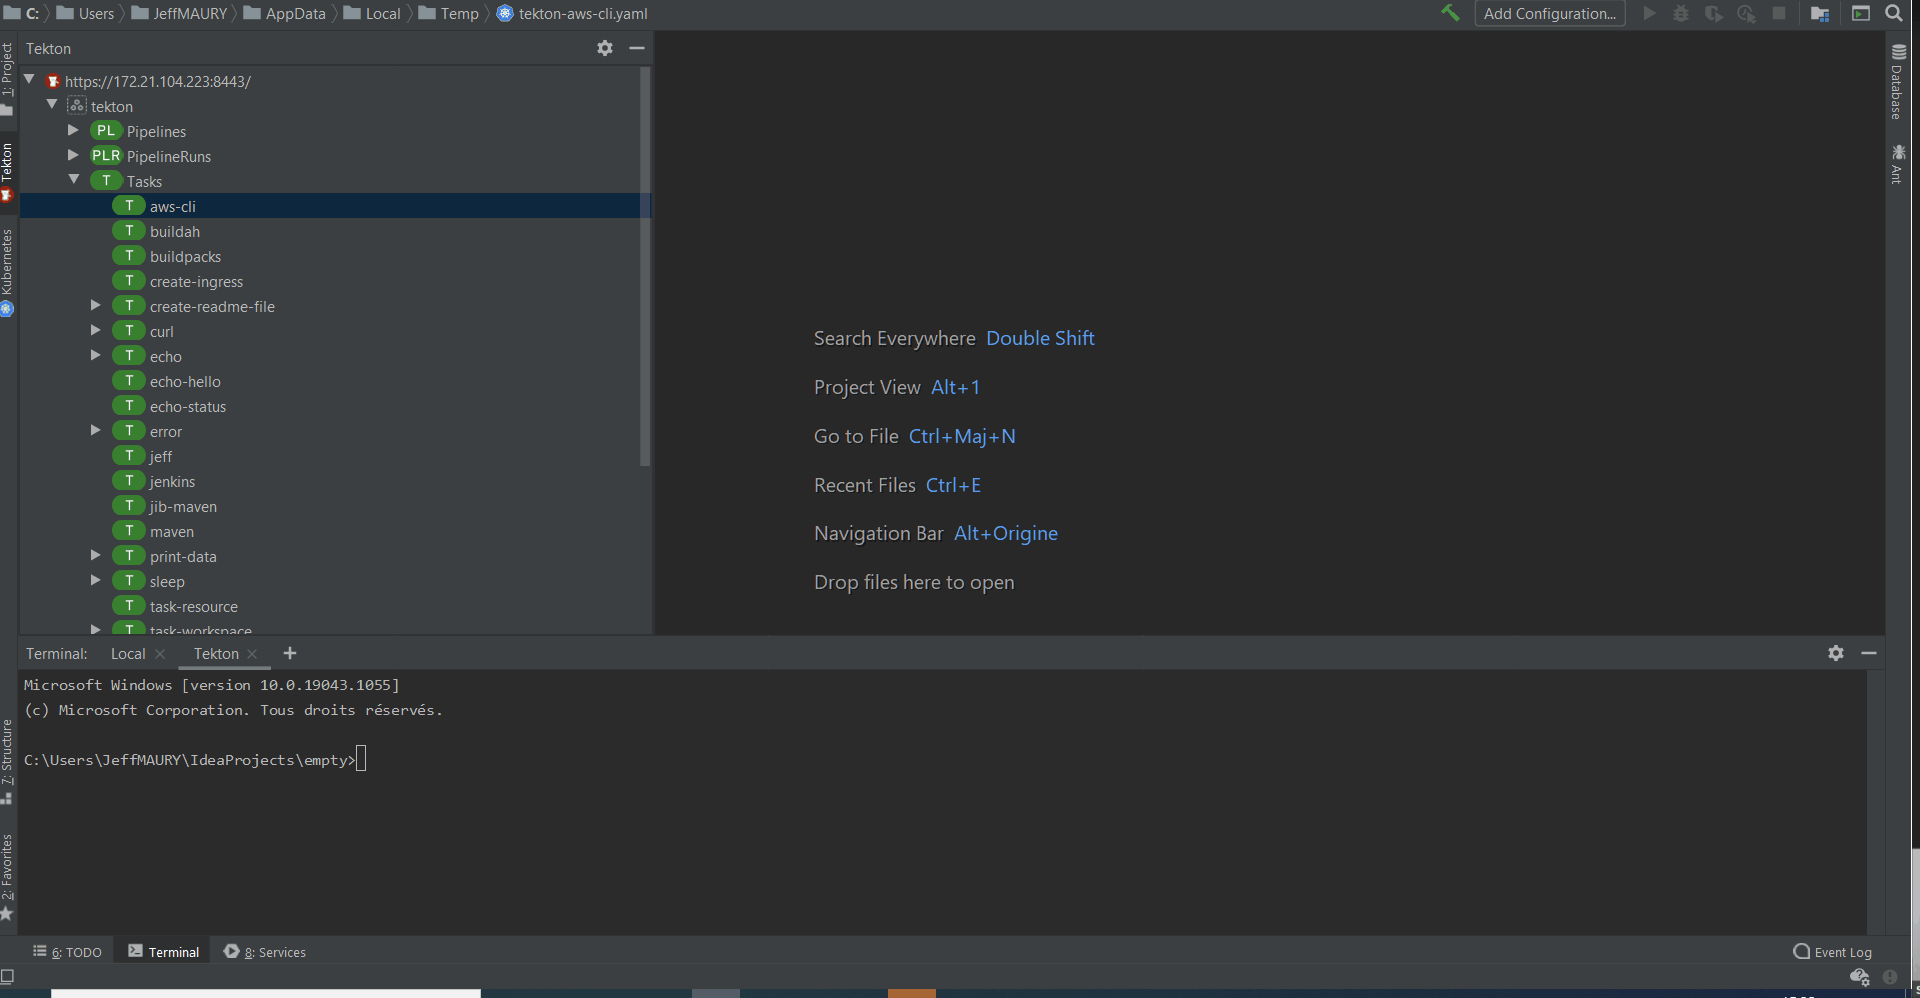 C: Users JeffMAURY AppData Local Temp tekton-aws-cli.yaml
Add Configuration...
1: Project
Tekton
Kubernetes
7: Structure
2: Favorites
Tekton
https://172.21.104.223:8443/
tekton
PL Pipelines
PLR PipelineRuns
T Tasks
T aws-cli
T buildah
T buildpacks
T create-ingress
T create-readme-file
T curl
T echo
T echo-hello
T echo-status
T error
T jeff
T jenkins
T jib-maven
T maven
T print-data
T sleep
T task-resource
T task-workspace
Search Everywhere Double Shift
Project View Alt+1
Go to File Ctrl+Maj+N
Recent Files Ctrl+E
Navigation Bar Alt+Origine
Drop files here to open
Database
Ant
Terminal: Local Tekton
Microsoft Windows [version 10.0.19043.1055]
(c) Microsoft Corporation. Tous droits réservés.
C:\Users\JeffMAURY\IdeaProjects\empty>
6: TODO Terminal 8: Services Event Log